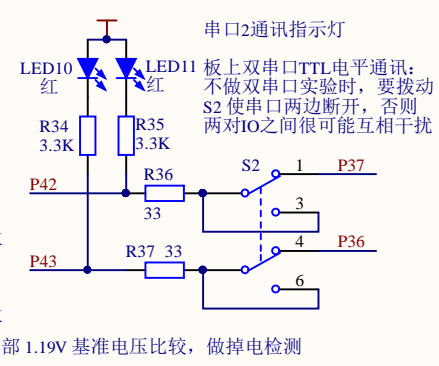 串口2通讯指示灯
LED10
红
LED11
红
板上双串口TTL电平通讯：
不做双串口实验时，要拨动
S2 使串口两边断开，否则
两对IO之间很可能互相干扰
R34
3.3K
R35
3.3K
R36
33
S2
1
P37
P42
3
4
P36
R37 33
P43
6
部 1.19V 基准电压比较，做掉电检测